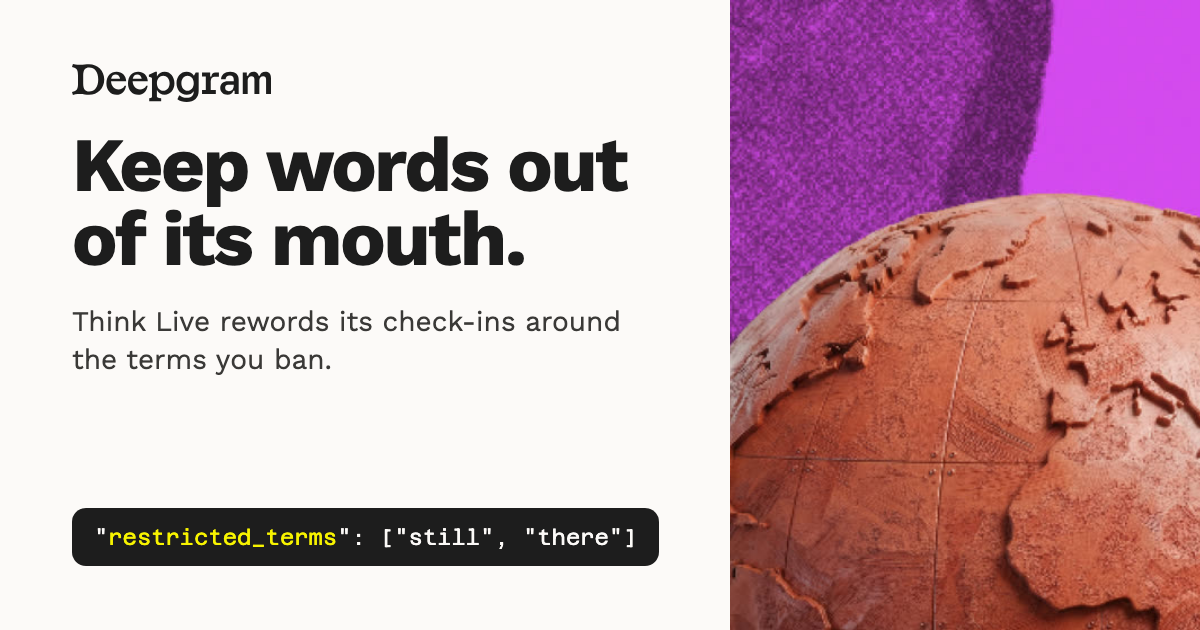 Deepgram
Keep words out
of its mouth.
Think Live rewords its check-ins around
the terms you ban.
"restricted_terms": ["still", "there"]